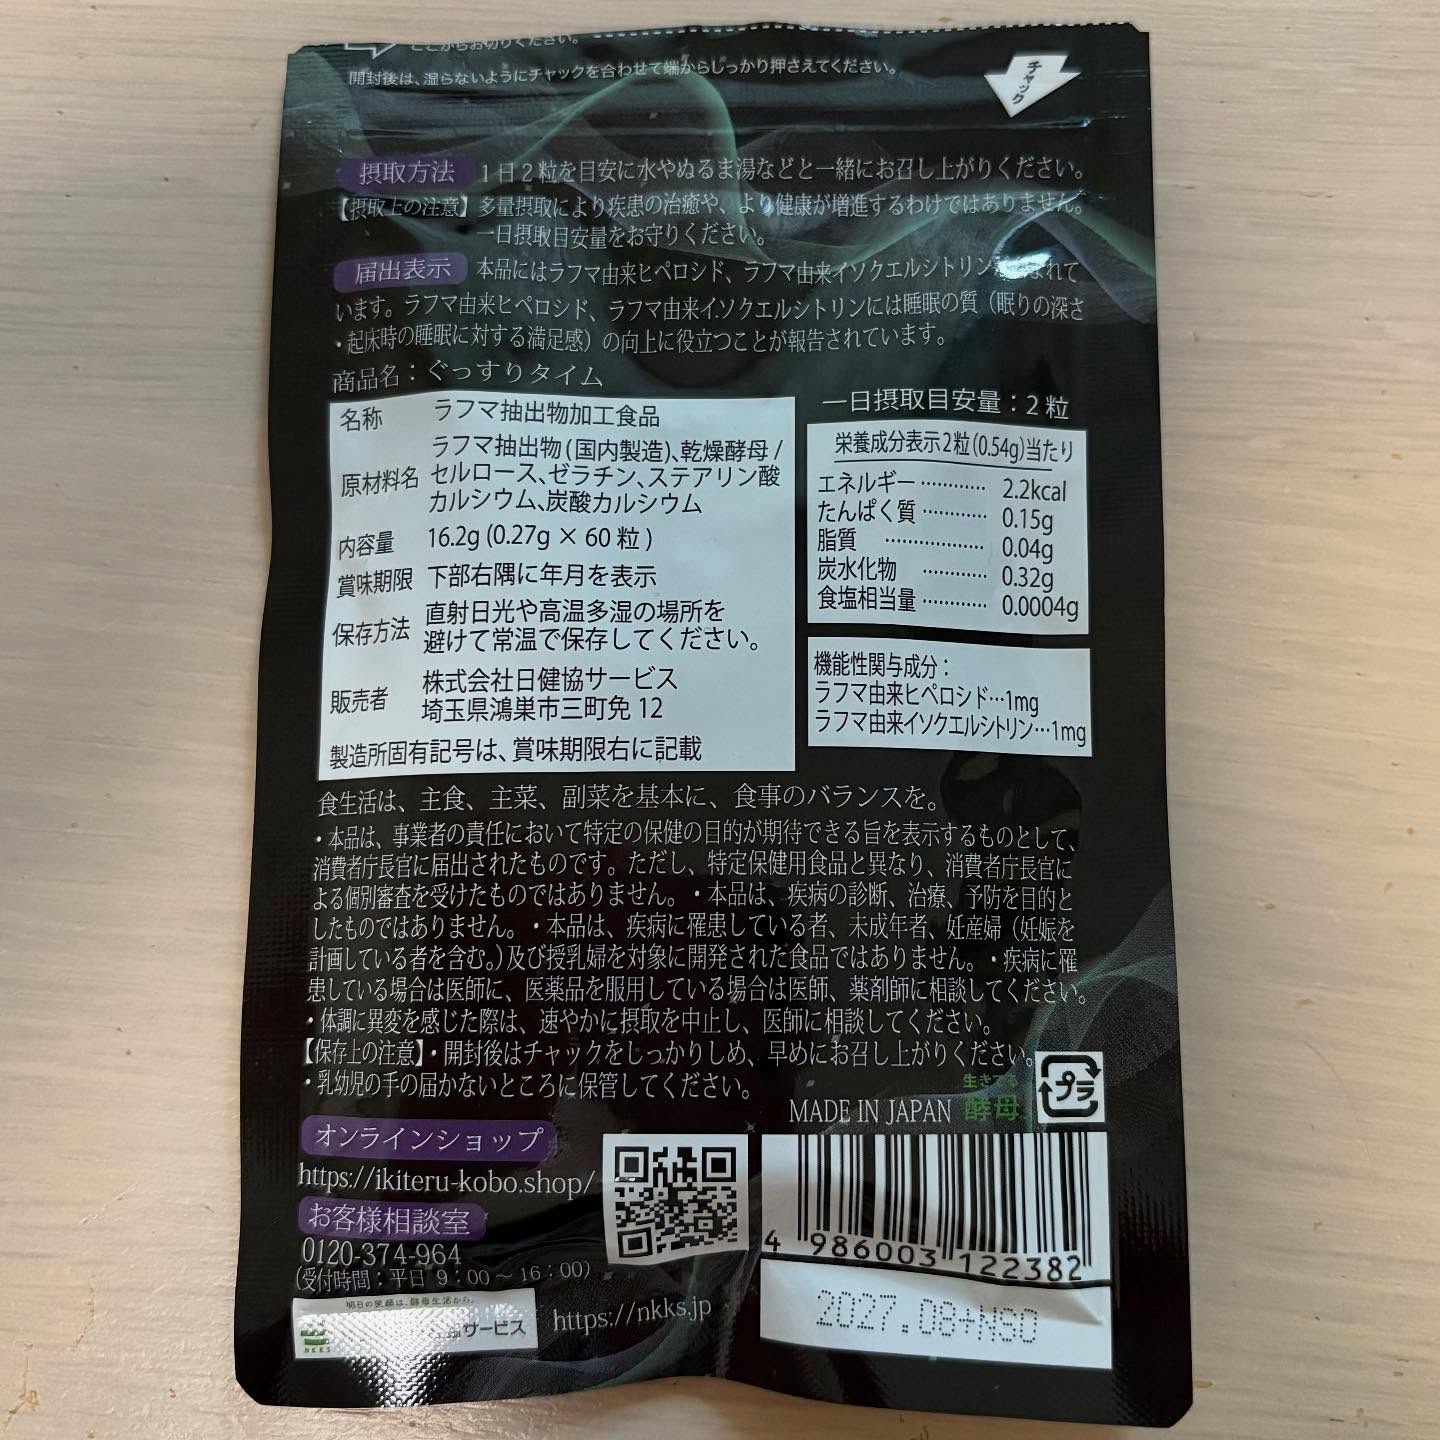 ここからお切りください。
開封後は、湿らないようにチャックを合わせて端からしっかり押さえてください。
チャック
摂取方法 1日2粒を目安に水やぬるま湯などと一緒にお召し上がりください。
【摂取上の注意】多量摂取により疾患の治癒や、より健康が増進するわけではありません。
一日摂取目安量をお守りください。
届出表示 本品にはラフマ由来ヒペロシド、ラフマ由来イソクエルシトリンが含まれて
います。ラフマ由来ヒペロシド、ラフマ由来イソクエルシトリンには睡眠の質（眠りの深さ
・起床時の睡眠に対する満足感）の向上に役立つことが報告されています。
商品名：ぐっすりタイム
名称 ラフマ抽出物加工食品
原材料名 ラフマ抽出物(国内製造)、乾燥酵母/
セルロース、ゼラチン、ステアリン酸
カルシウム、炭酸カルシウム
内容量 16.2g (0.27g × 60 粒 )
賞味期限 下部右隅に年月を表示
保存方法 直射日光や高温多湿の場所を
避けて常温で保存してください。
販売者 株式会社日健協サービス
埼玉県鴻巣市三町免 12
製造所固有記号は、賞味期限右に記載
一日摂取目安量：2 粒
栄養成分表示2粒(0.54g)当たり
エネルギー………… 2.2kcal
たんぱく質………… 0.15g
脂質 ……………… 0.04g
炭水化物 ………… 0.32g
食塩相当量………… 0.0004g
機能性関与成分：
ラフマ由来ヒペロシド…1mg
ラフマ由来イソクエルシトリン…1mg
食生活は、主食、主菜、副菜を基本に、食事のバランスを。
・本品は、事業者の責任において特定の保健の目的が期待できる旨を表示するものとして、
消費者庁長官に届出されたものです。ただし、特定保健用食品と異なり、消費者庁長官に
よる個別審査を受けたものではありません。・本品は、疾病の診断、治療、予防を目的と
したものではありません。・本品は、疾病に罹患している者、未成年者、妊産婦（妊娠を
計画している者を含む。）及び授乳婦を対象に開発された食品ではありません。・疾病に罹
患している場合は医師に、医薬品を服用している場合は医師、薬剤師に相談してください。
・体調に異変を感じた際は、速やかに摂取を中止し、医師に相談してください。
【保存上の注意】・開封後はチャックをしっかりしめ、早めにお召し上がりください。
・乳幼児の手の届かないところに保管してください。
MADE IN JAPAN
生きてる
酵母
プラ
オンラインショップ
https://ikiteru-kobo.shop/
お客様相談室
0120-374-964
（受付時間：平日 9：00～16：00）
明日の笑顔は、酵母生活から。
NKKS
サービス
https://nkks.jp
4 986003 122382
2027.08+NSO